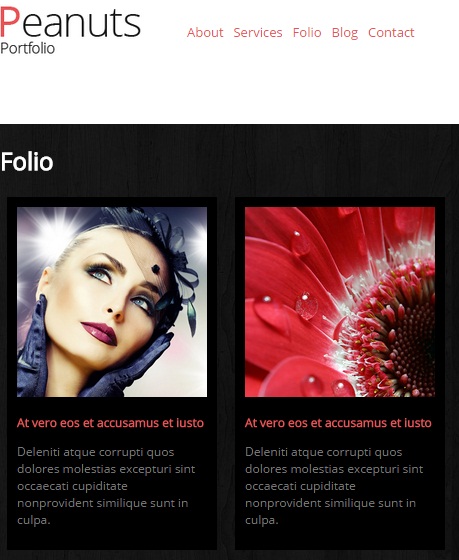 Peanuts
Portfolio
About Services Folio Blog Contact
Folio
At vero eos et accusamus et iusto
Deleniti atque corrupti quos
dolores molestias excepturi sint
occaecati cupiditate
nonprovident similique sunt in
culpa.
At vero eos et accusamus et iusto
Deleniti atque corrupti quos
dolores molestias excepturi sint
occaecati cupiditate
nonprovident similique sunt in
culpa.